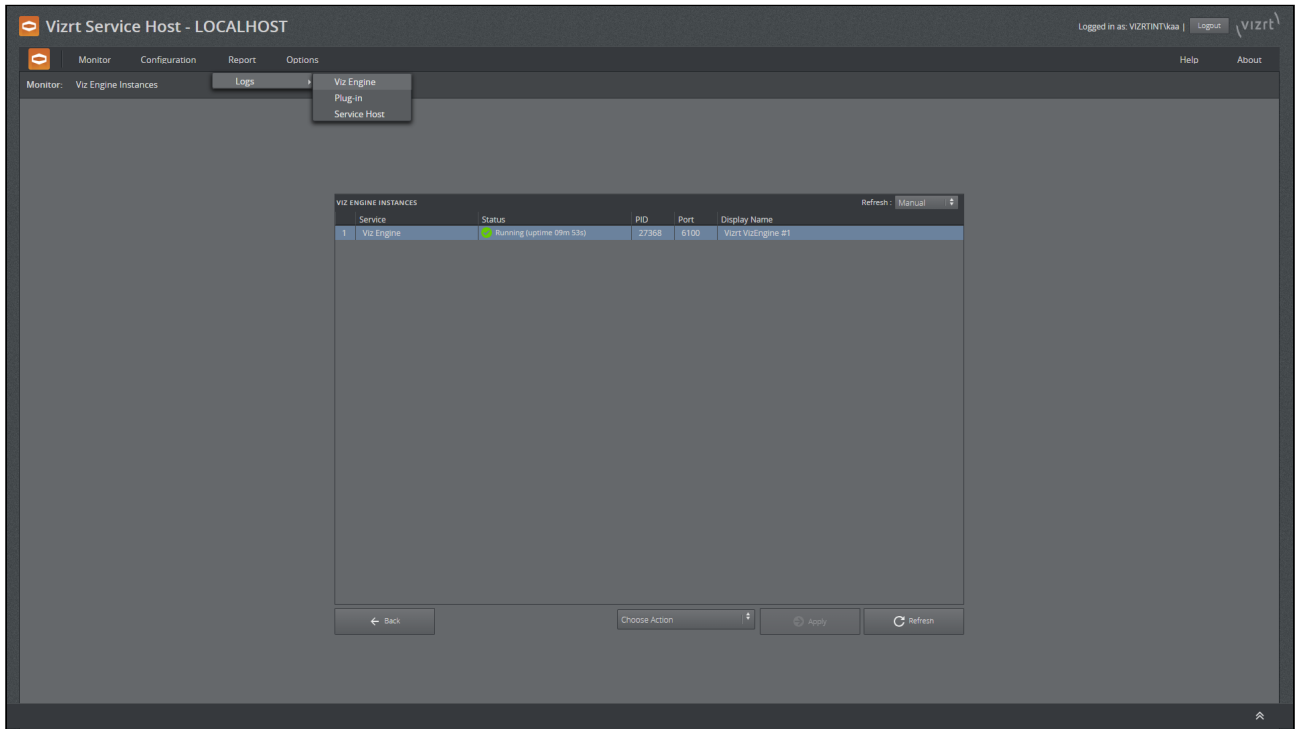 Vizrt Service Host - LOCALHOST
Logged in as: VIZRTINT\kaa | Logout vizrt
Monitor Configuration Report Options Help About
Monitor: Viz Engine Instances
Logs
Viz Engine
Plug-in
Service Host
VIZ ENGINE INSTANCES Refresh : Manual
Service Status PID Port Display Name
1 Viz Engine Running (uptime 09m 53s) 27368 6100 Vizrt VizEngine #1
Back Choose Action Apply Refresh